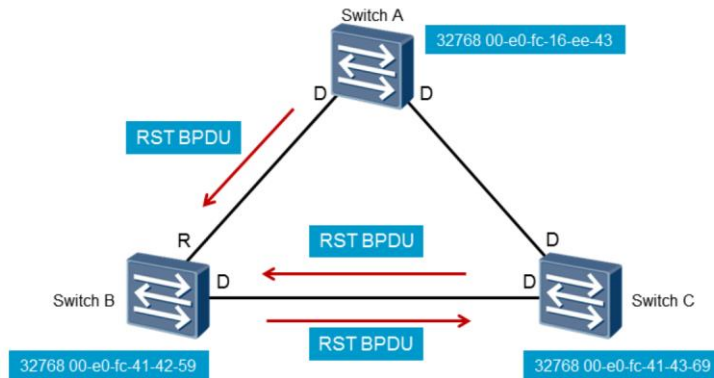 Switch A
32768 00-e0-fc-16-ee-43
D
D
RST BPDU
R
RST BPDU
D
D
D
Switch B
Switch C
RST BPDU
32768 00-e0-fc-41-42-59
32768 00-e0-fc-41-43-69